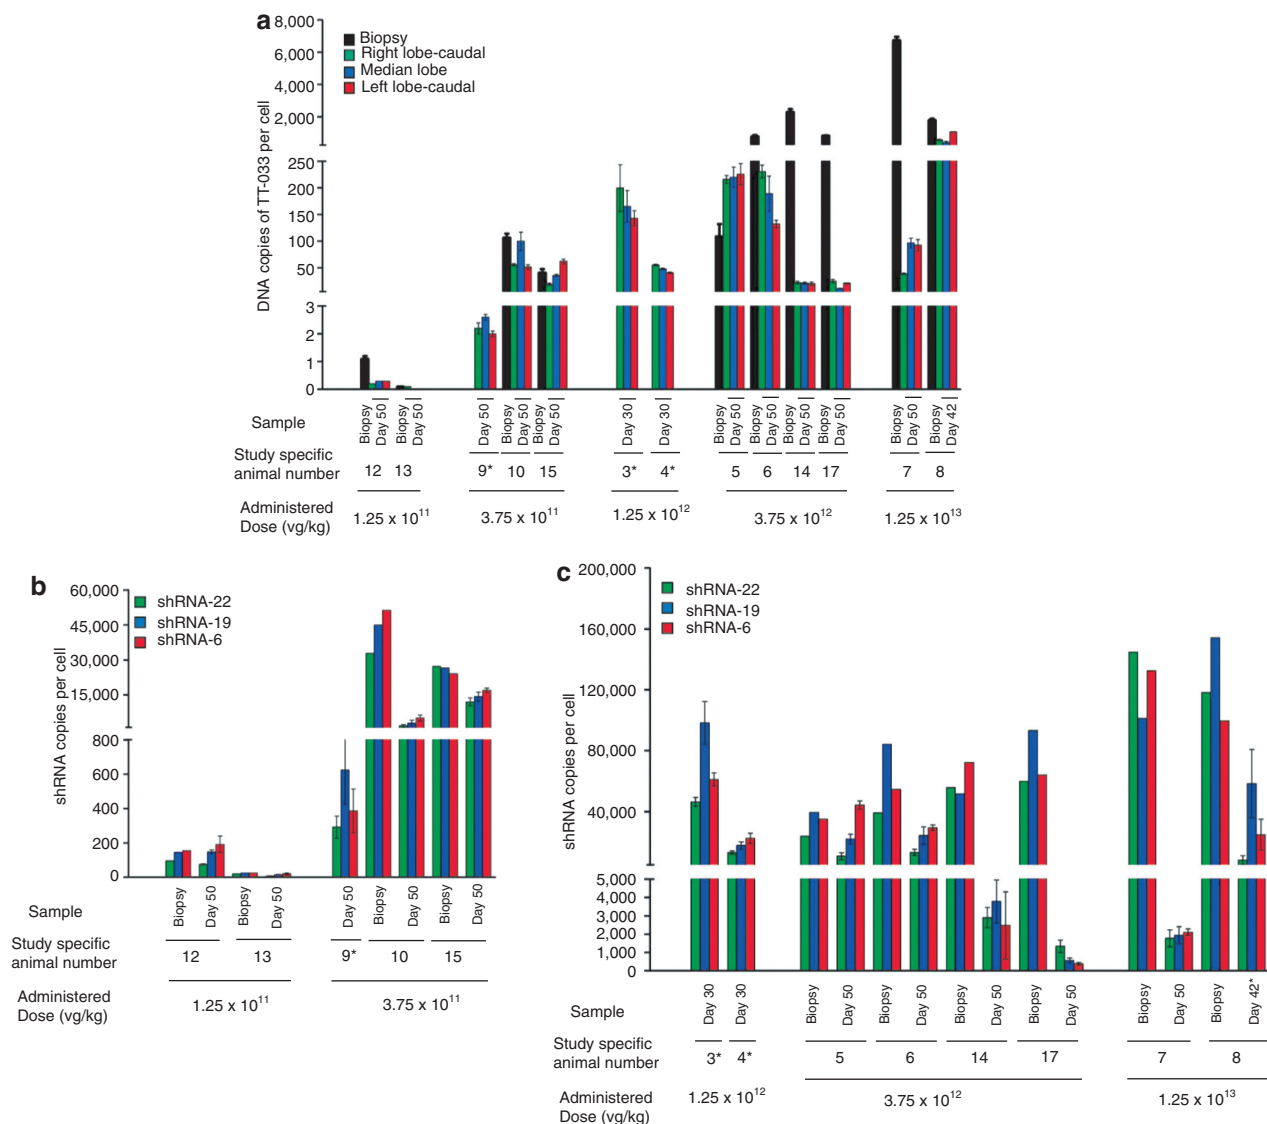 a
8,000
6,000
4,000
2,000
250
200
150
100
50
3
2
1
0
DNA copies of TT-033 per cell
Biopsy
Right lobe-caudal
Median lobe
Left lobe-caudal
Sample
Biopsy Day 50 Biopsy Day 50 Day 50 Biopsy Day 50 Biopsy Day 50 Day 30 Day 30 Biopsy Day 50 Biopsy Day 50 Biopsy Day 50 Biopsy Day 50 Biopsy Day 50 Biopsy Day 42
Study specific
animal number
12 13 9* 10 15 3* 4* 5 6 14 17 7 8
Administered
Dose (vg/kg)
1.25 x 10^11 3.75 x 10^11 1.25 x 10^12 3.75 x 10^12 1.25 x 10^13
b
60,000
45,000
30,000
15,000
800
600
400
200
0
shRNA copies per cell
shRNA-22
shRNA-19
shRNA-6
Sample
Biopsy Day 50 Biopsy Day 50 Day 50 Biopsy Day 50 Biopsy Day 50
Study specific
animal number
12 13 9* 10 15
Administered
Dose (vg/kg)
1.25 x 10^11 3.75 x 10^11
c
200,000
160,000
120,000
80,000
40,000
5,000
4,000
3,000
2,000
1,000
0
shRNA copies per cell
shRNA-22
shRNA-19
shRNA-6
Sample
Day 30 Day 30 Biopsy Day 50 Biopsy Day 50 Biopsy Day 50 Biopsy Day 50 Biopsy Day 50 Biopsy Day 42*
Study specific
animal number
3* 4* 5 6 14 17 7 8
Administered
Dose (vg/kg)
1.25 x 10^12 3.75 x 10^12 1.25 x 10^13